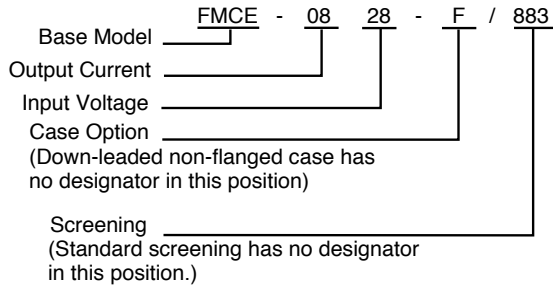 FMCE - 08 28 - F / 883
Base Model
Output Current
Input Voltage
Case Option
(Down-leaded non-flanged case has
no designator in this position)
Screening
(Standard screening has no designator
in this position.)